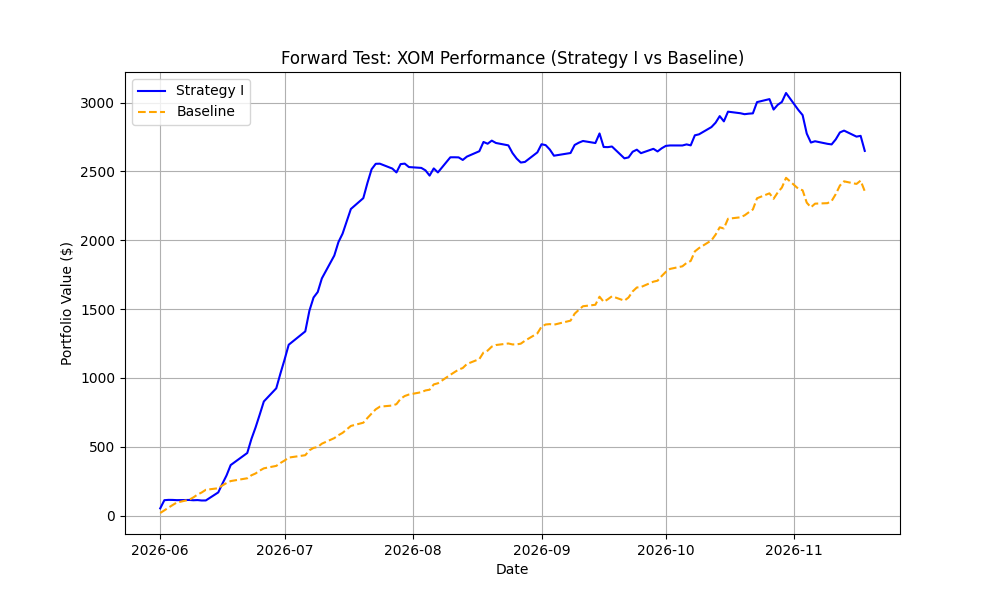 Forward Test: XOM Performance (Strategy I vs Baseline)
Strategy I
Baseline
Portfolio Value ($)
3000
2500
2000
1500
1000
500
0
2026-06
2026-07
2026-08
2026-09
2026-10
2026-11
Date